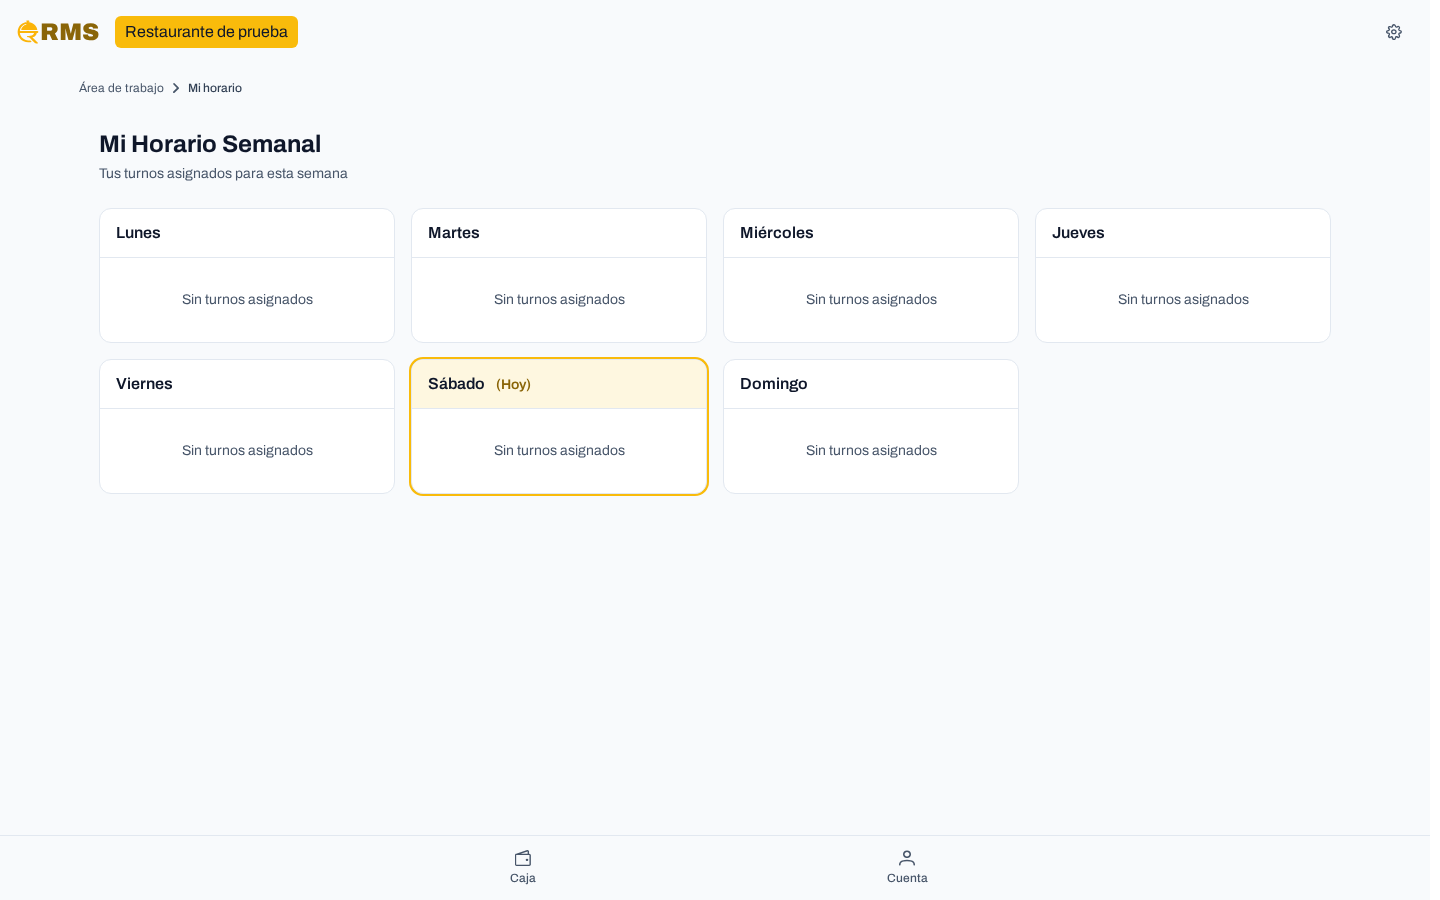 RMS
Restaurante de prueba
Área de trabajo
Mi horario
Mi Horario Semanal
Tus turnos asignados para esta semana
Lunes
Sin turnos asignados
Martes
Sin turnos asignados
Miércoles
Sin turnos asignados
Jueves
Sin turnos asignados
Viernes
Sin turnos asignados
Sábado (Hoy)
Sin turnos asignados
Domingo
Sin turnos asignados
Caja
Cuenta